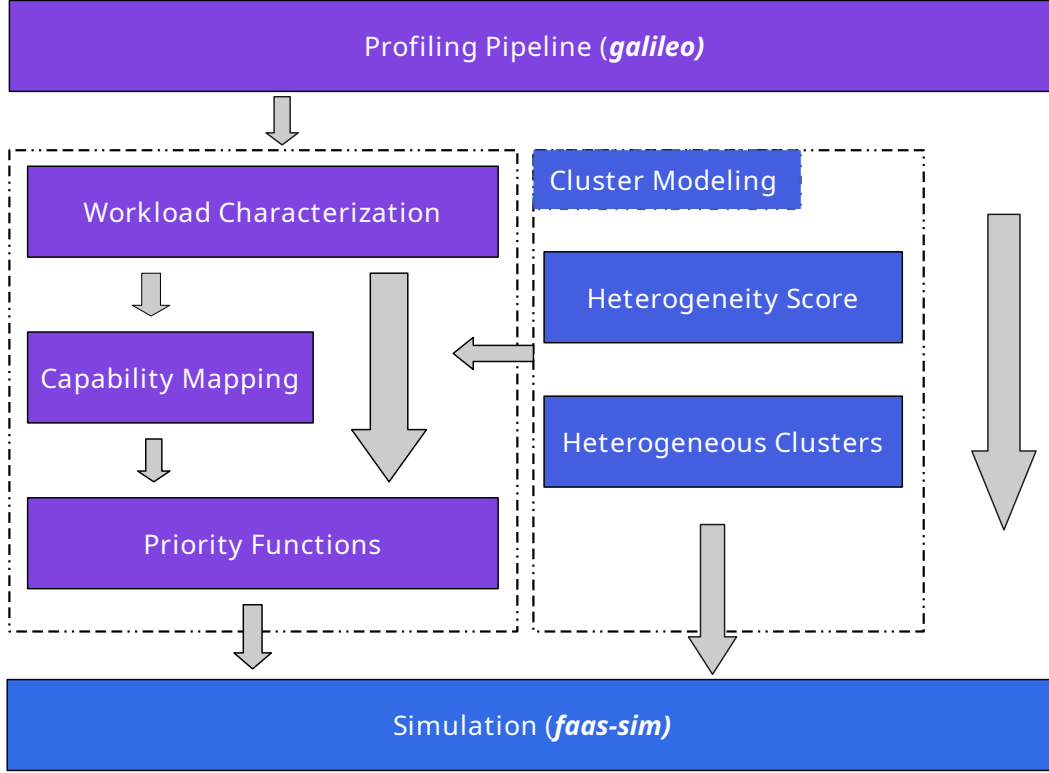 Profiling Pipeline (galileo)
Workload Characterization
Cluster Modeling
Heterogeneity Score
Capability Mapping
Heterogeneous Clusters
Priority Functions
Simulation (faas-sim)